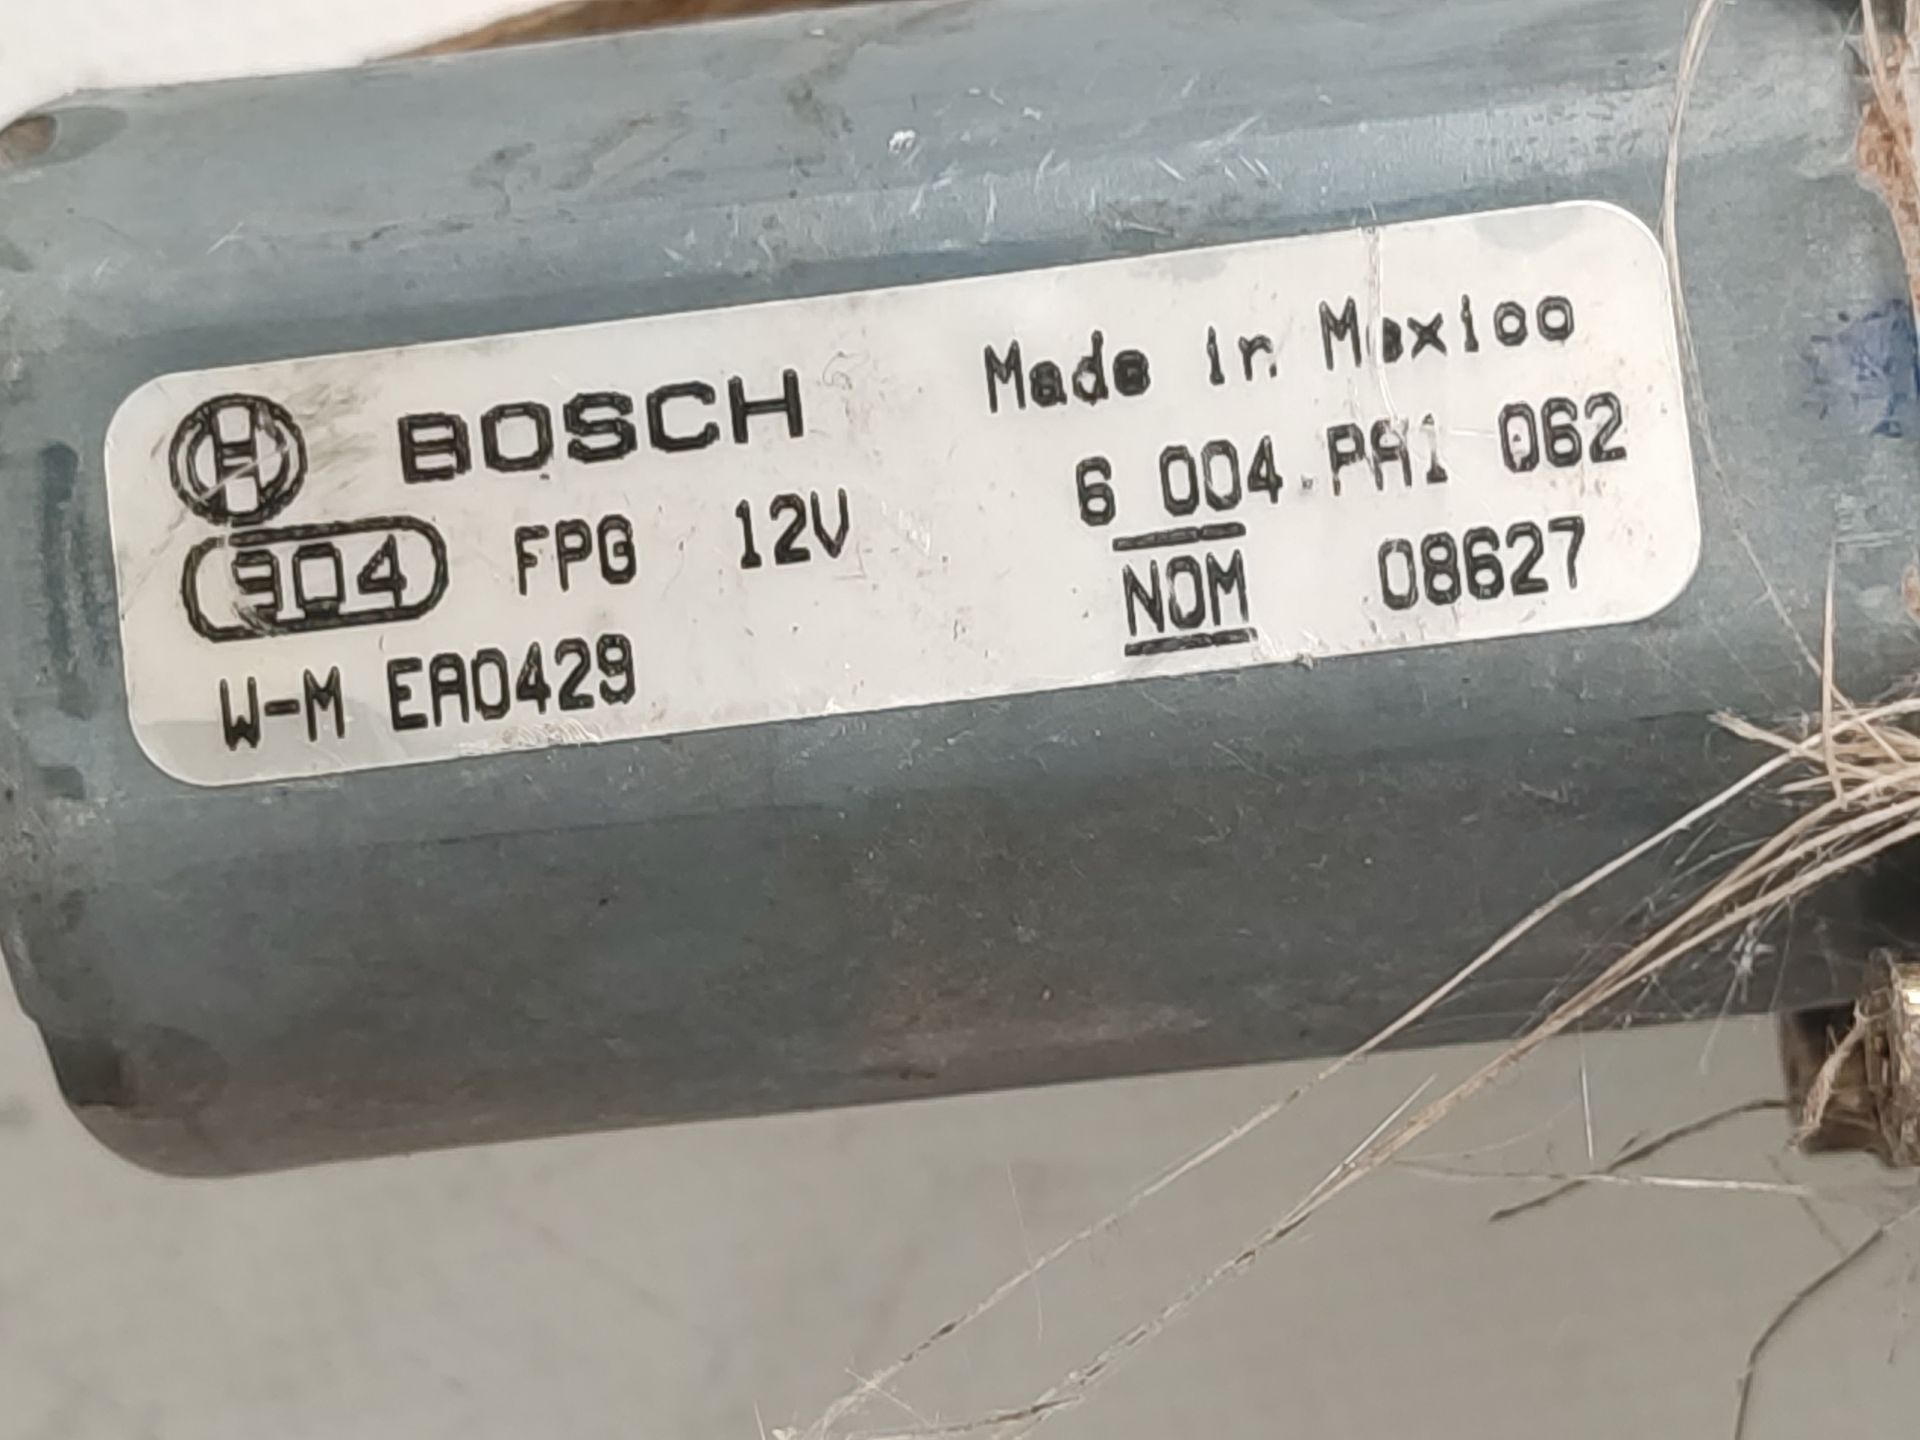 BOSCH
Made in Mexico
6 004 PA1 062
904 FPG 12V
NOM 08627
W-M EA0429